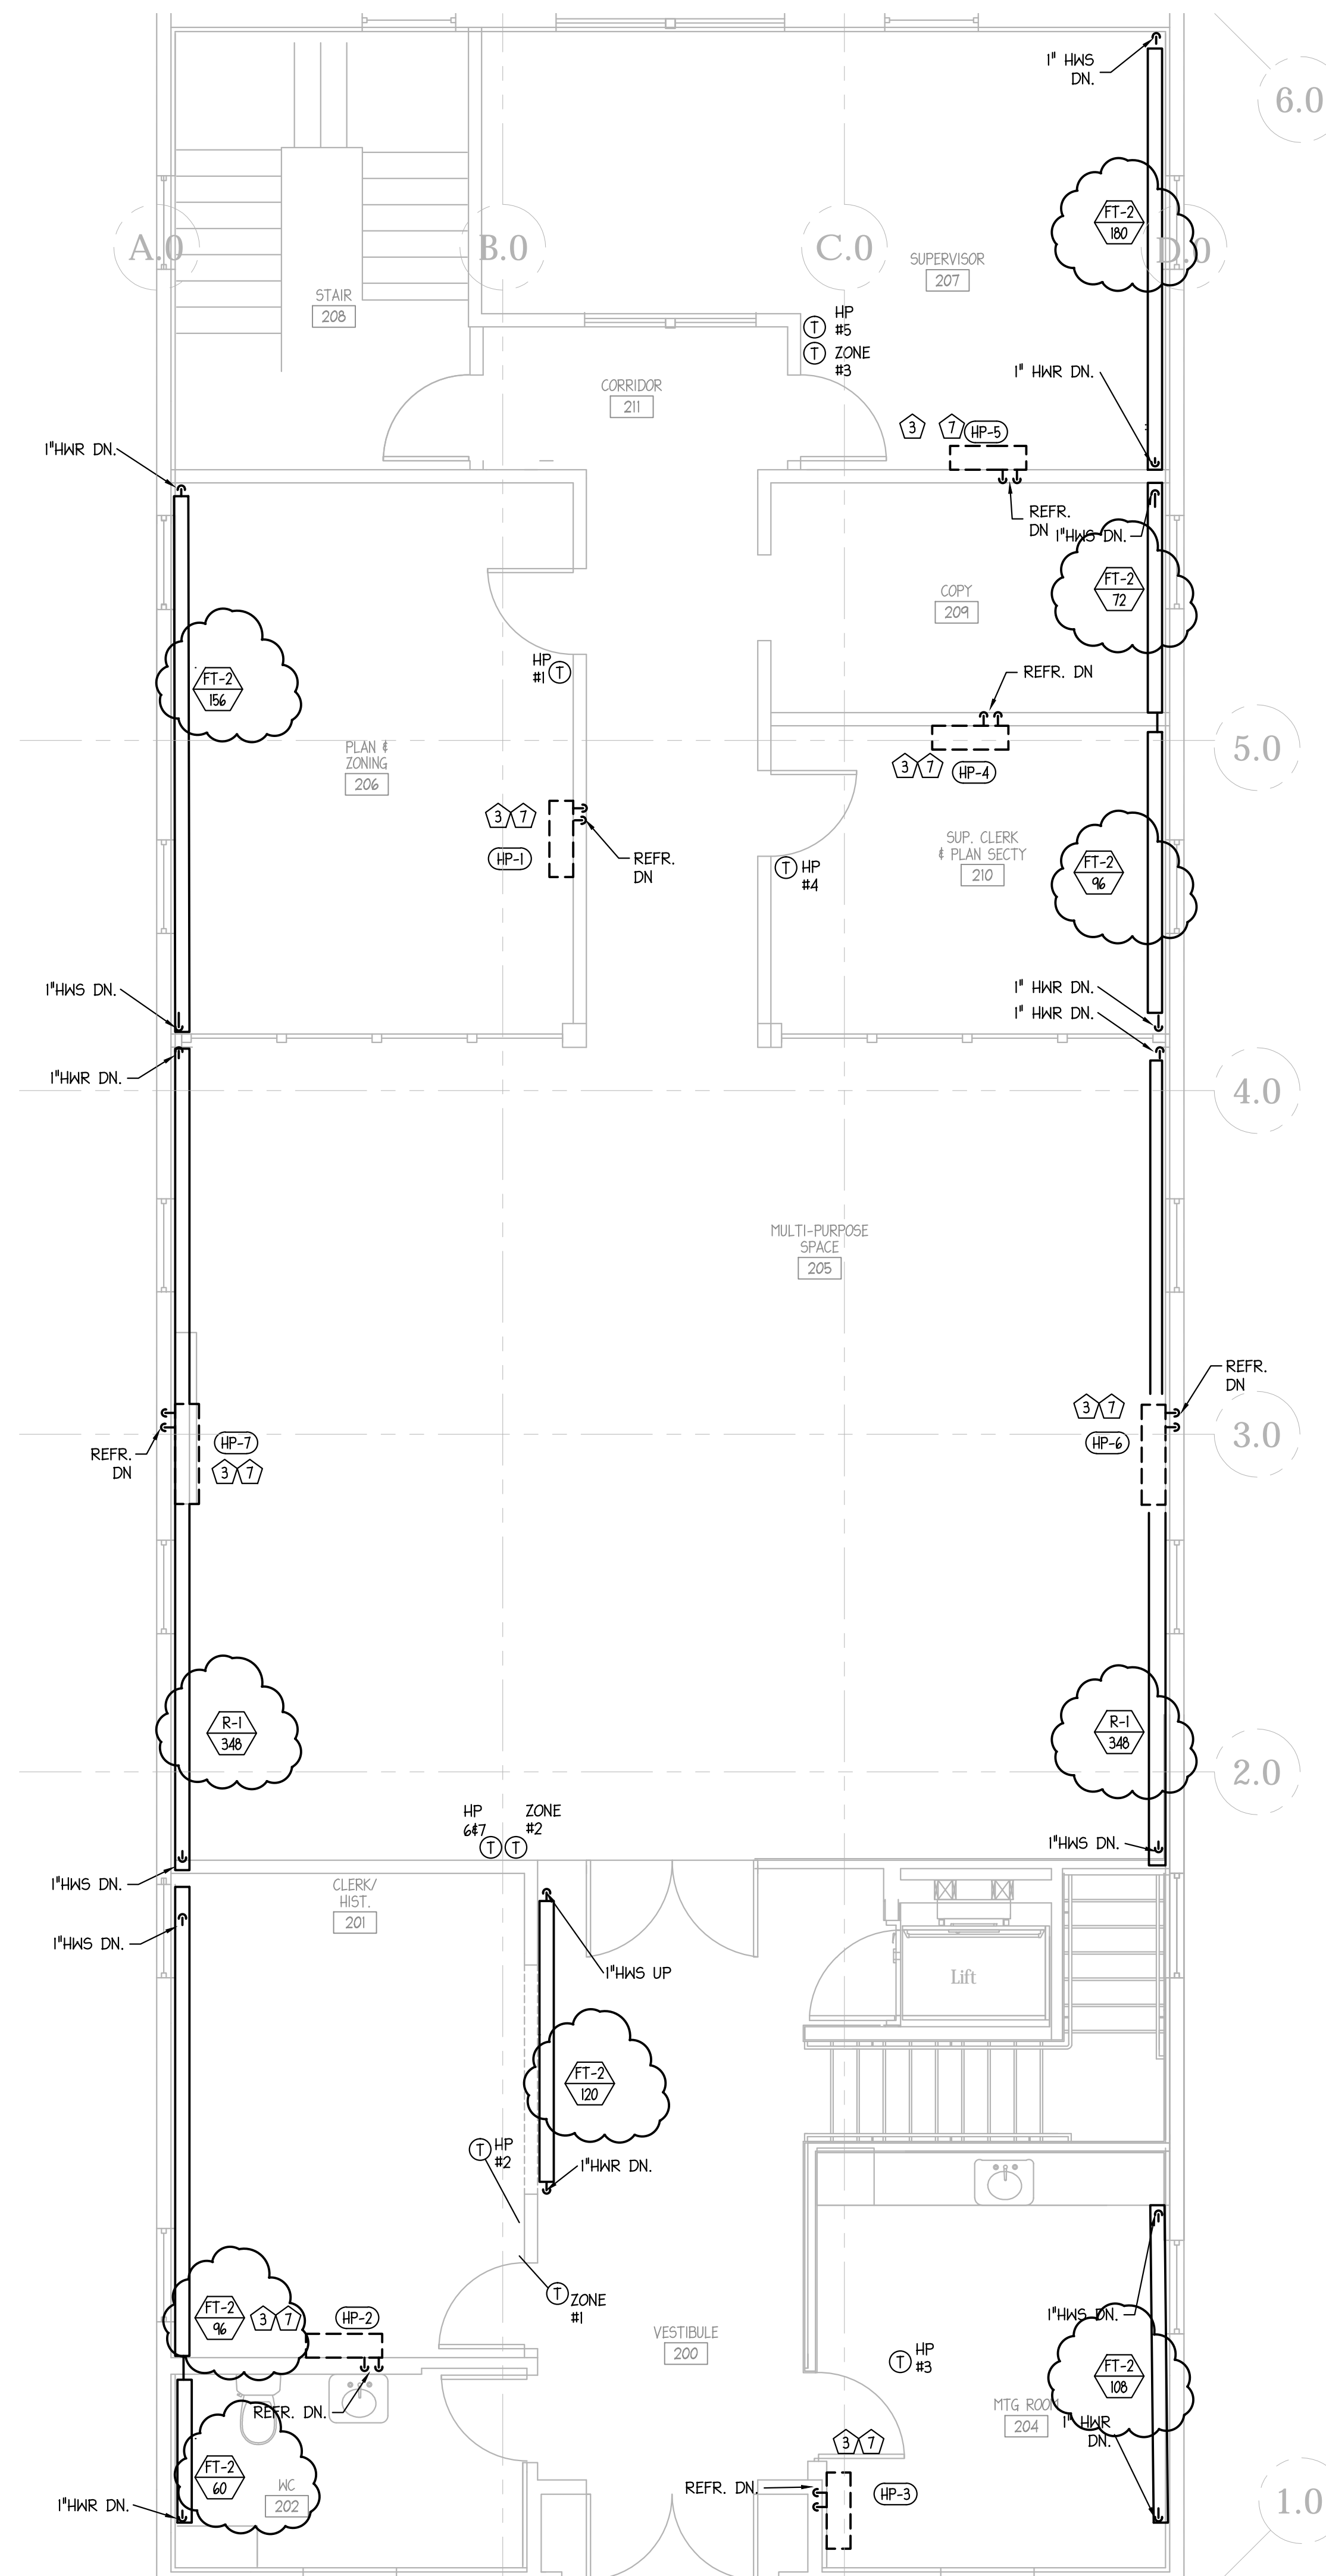 1" HWS
DN.
6.0
FT-2
180
A.0
B.0
C.0
D.0
SUPERVISOR
207
STAIR
208
HP
#5
T
T
ZONE
#3
1" HWR DN.
CORRIDOR
211
3
7
HP-5
1"HWR DN.
REFR.
DN
1"HWS DN.
FT-2
72
COPY
209
HP
#1
T
REFR. DN
FT-2
156
PLAN &
ZONING
206
5.0
3
7
HP-4
3
7
HP-1
REFR.
DN
SUP. CLERK
& PLAN SECTY
210
T
HP
#4
FT-2
96
1"HWS DN.
1" HWR DN.
1" HWR DN.
1"HWR DN.
4.0
MULTI-PURPOSE
SPACE
205
REFR.
DN
3
7
HP-6
3.0
HP-7
3
7
REFR.
DN
R-1
348
R-1
348
2.0
HP
6&7
T
T
ZONE
#2
1"HWS DN.
1"HWS DN.
CLERK/
HIST.
201
1"HWS DN.
1"HWS UP
Lift
FT-2
120
T
HP
#2
1"HWR DN.
T
ZONE
#1
FT-2
96
3
7
HP-2
VESTIBULE
200
1"HWS DN.
T
HP
#3
FT-2
108
REFR. DN.
MTG ROOM
204
1" HWR
DN.
3
7
FT-2
60
WC
202
1"HWR DN.
REFR. DN.
HP-3
1.0